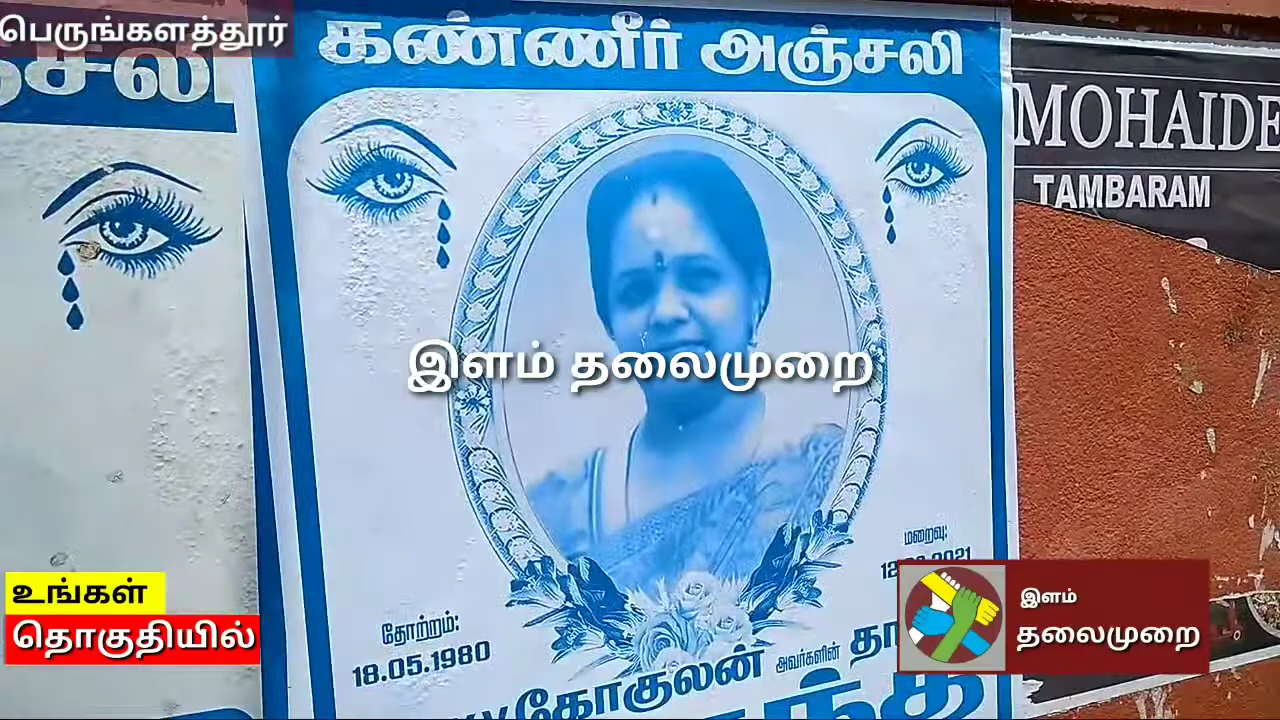 பெருங்களத்தூர்
கண்ணீர் அஞ்சலி
MOHAIDE
TAMBARAM
இளம் தலைமுறை
மறைவு:
தோற்றம்:
18.05.1980
உங்கள்
தொகுதியில்
இளம்
தலைமுறை
கோகுலன் அவர்களின்